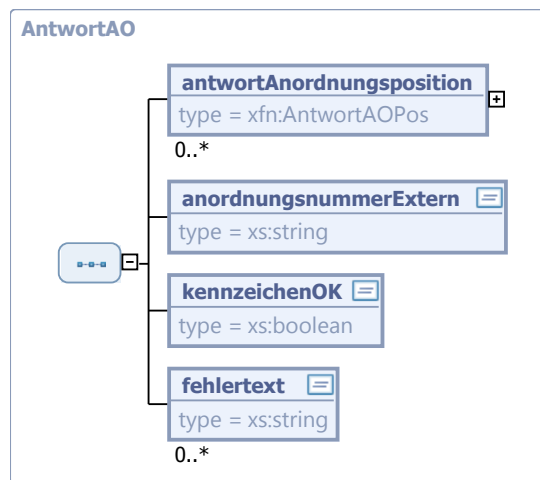 AntwortAO
antwortAnordnungsposition
type = xfn:AntwortAOPos
0..*
anordnungsnummerExtern
type = xs:string
kennzeichenOK
type = xs:boolean
fehlertext
type = xs:string
0..*